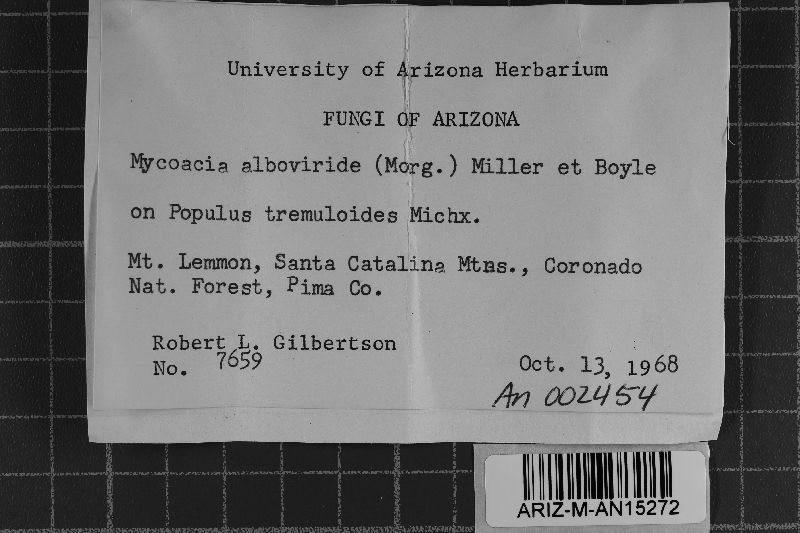 University of Arizona Herbarium
FUNGI OF ARIZONA
Mycoacia alboviride (Morg.) Miller et Boyle
on Populus tremuloides Michx.
Mt. Lemmon, Santa Catalina Mtns., Coronado
Nat. Forest, Pima Co.
Robert L. Gilbertson
No. 7659
Oct. 13, 1968
An 002454
ARIZ-M-AN15272